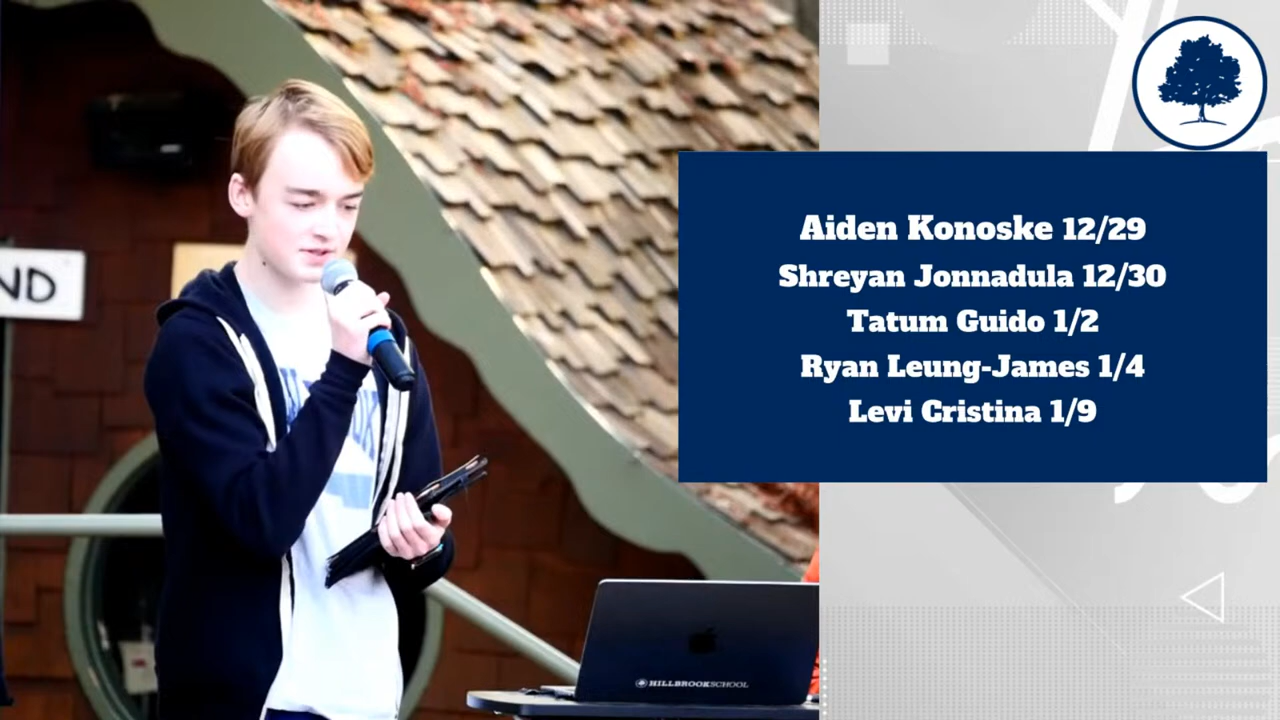 ND
Aiden Konoske 12/29
Shreyan Jonnadula 12/30
Tatum Guido 1/2
Ryan Leung-James 1/4
Levi Cristina 1/9
HILLBROOKSCHOOL